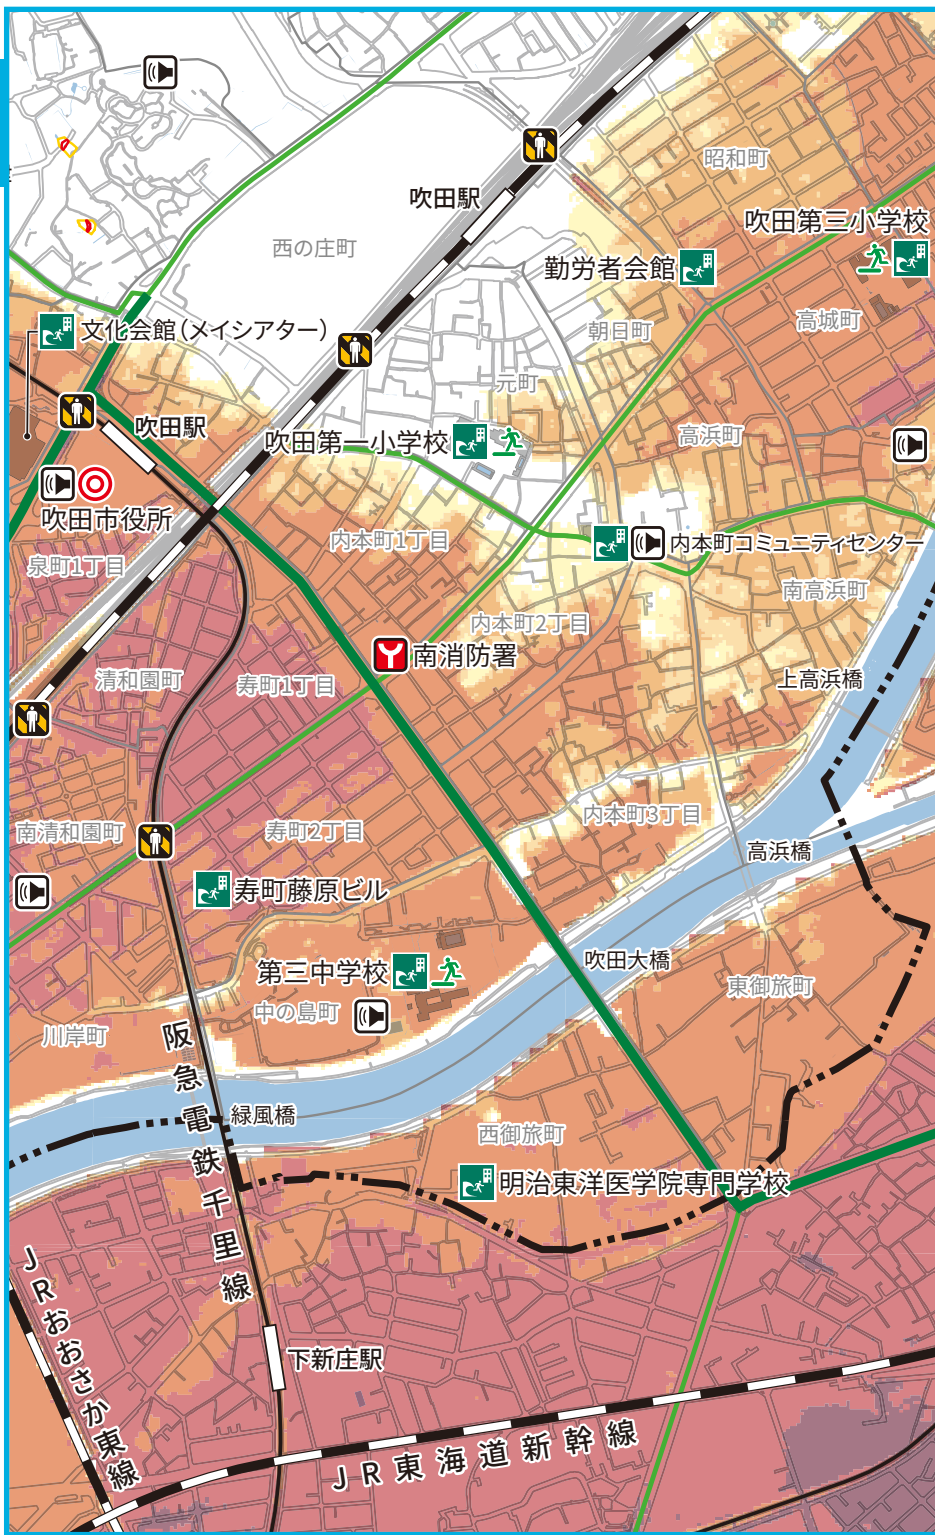 昭和町
吹田駅
吹田第三小学校
西の庄町
勤労者会館
高城町
文化会館（メイシアター）
朝日町
元町
吹田駅
吹田第一小学校
高浜町
吹田市役所
内本町1丁目
内本町コミュニティセンター
泉町1丁目
南高浜町
内本町2丁目
南消防署
清和園町
寿町1丁目
上高浜橋
南清和園町
寿町2丁目
内本町3丁目
高浜橋
寿町藤原ビル
吹田大橋
第三中学校
東御旅町
中の島町
川岸町
阪急電鉄千里線
緑風橋
西御旅町
明治東洋医学院専門学校
JRおおさか東線
下新庄駅
JR東海道新幹線